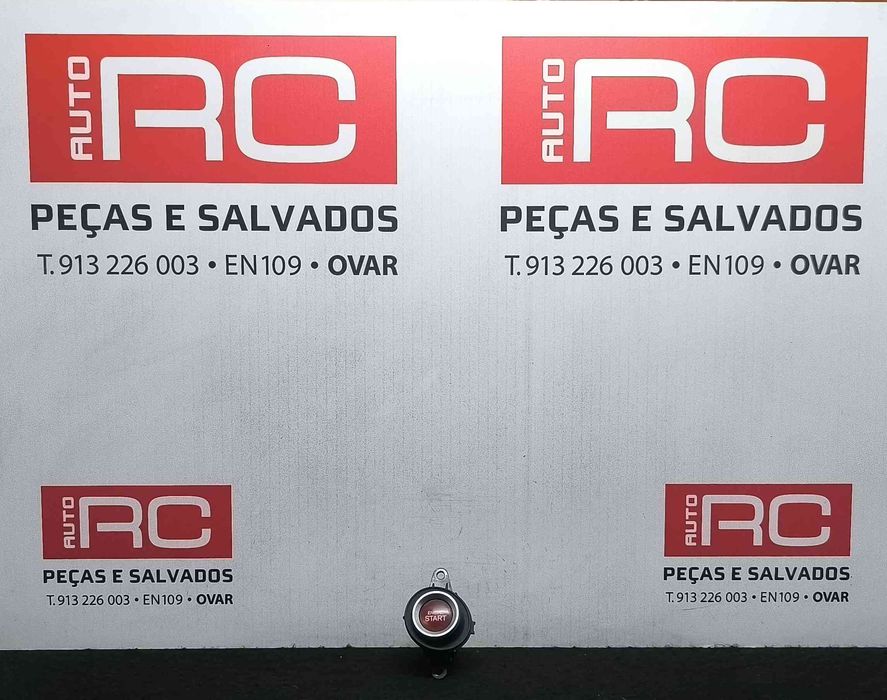 AUTO RC
PEÇAS E SALVADOS
T. 913 226 003 • EN109 • OVAR
AUTO RC
PEÇAS E SALVADOS
T. 913 226 003 • EN109 • OVAR
AUTO RC
PEÇAS E SALVADOS
T. 913 226 003 • EN109 • OVAR
AUTO RC
PEÇAS E SALVADOS
T. 913 226 003 • EN109 • OVAR
ENGINE
START